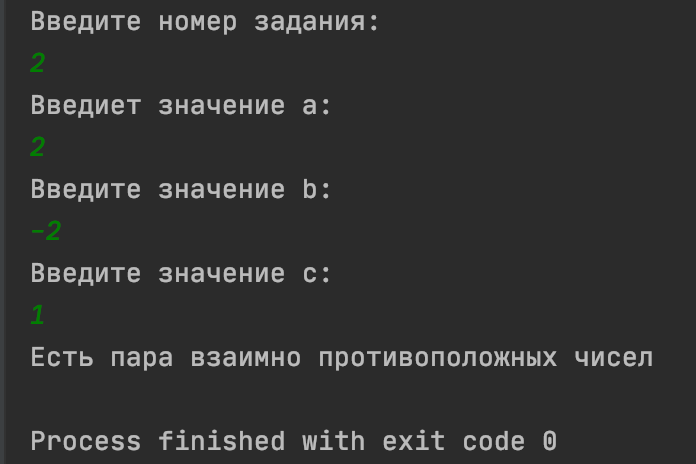 Введите номер задания:
2
Введиет значение a:
2
Введите значение b:
-2
Введите значение c:
1
Есть пара взаимно противоположных чисел
Process finished with exit code 0